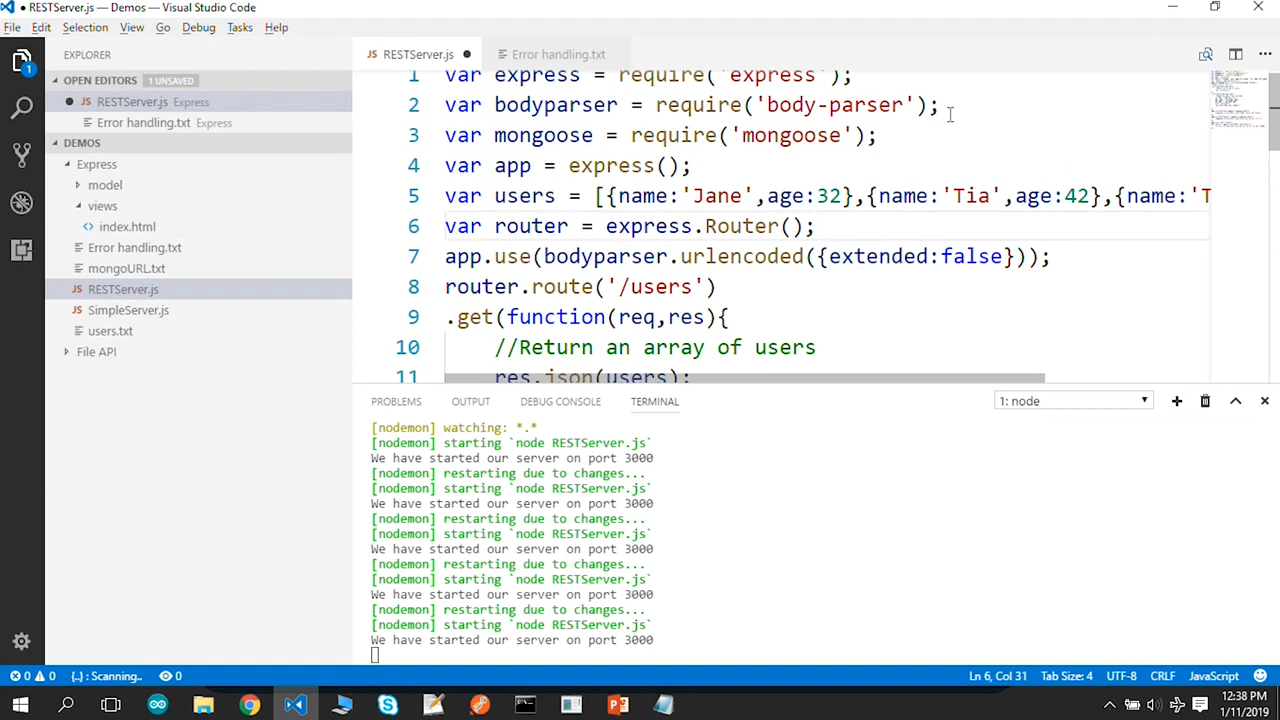 ● RESTServer.js — Demos — Visual Studio Code
File Edit Selection View Go Debug Tasks Help
EXPLORER
OPEN EDITORS 1 UNSAVED
● JS RESTServer.js Express
Error handling.txt Express
DEMOS
Express
model
views
<> index.html
Error handling.txt
mongoURL.txt
JS RESTServer.js
JS SimpleServer.js
users.txt
File API
1
JS RESTServer.js ●
Error handling.txt
1 var express = require('express');
2 var bodyparser = require('body-parser');
3 var mongoose = require('mongoose');
4 var app = express();
5 var users = [{name:'Jane',age:32},{name:'Tia',age:42},{name:'T
6 var router = express.Router();
7 app.use(bodyparser.urlencoded({extended:false}));
8 router.route('/users')
9 .get(function(req,res){
10 //Return an array of users
11 res.json(users);
PROBLEMS OUTPUT DEBUG CONSOLE TERMINAL 1: node
[nodemon] watching: *.*
[nodemon] starting `node RESTServer.js`
We have started our server on port 3000
[nodemon] restarting due to changes...
[nodemon] starting `node RESTServer.js`
We have started our server on port 3000
[nodemon] restarting due to changes...
[nodemon] starting `node RESTServer.js`
We have started our server on port 3000
[nodemon] restarting due to changes...
[nodemon] starting `node RESTServer.js`
We have started our server on port 3000
[nodemon] restarting due to changes...
[nodemon] starting `node RESTServer.js`
We have started our server on port 3000
0 0 {..} : Scanning.. 0 Ln 6, Col 31 Tab Size: 4 UTF-8 CRLF JavaScript
12:38 PM
1/11/2019